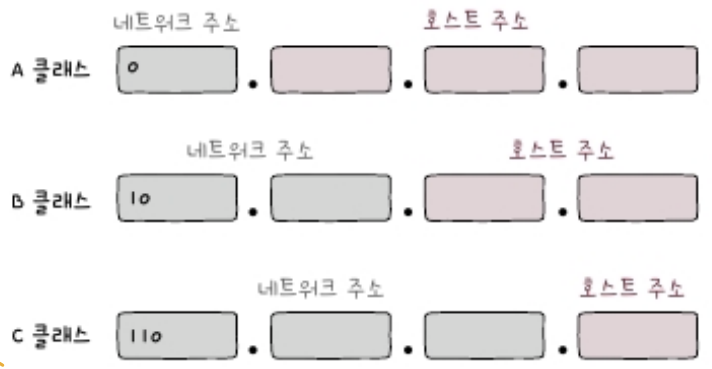 네트워크 주소 호스트 주소
A 클래스 0 . . .
네트워크 주소 호스트 주소
B 클래스 10 . . .
네트워크 주소 호스트 주소
C 클래스 110 . . .